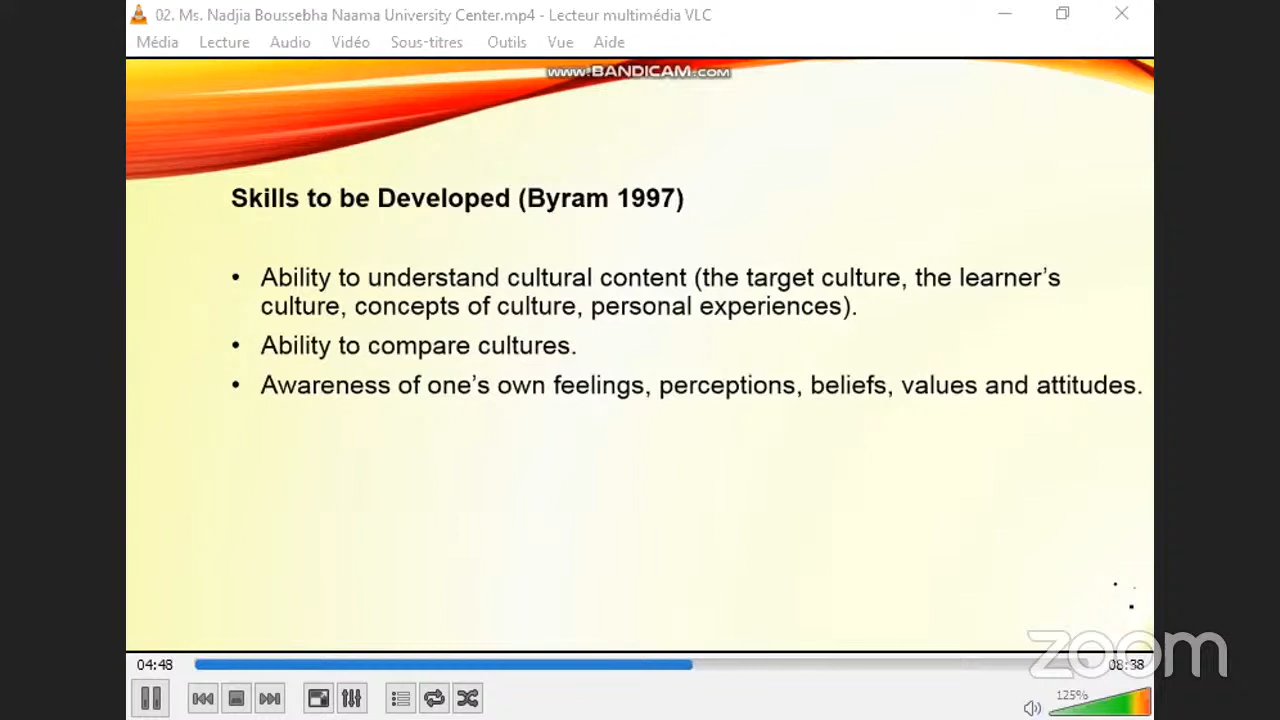 02. Ms. Nadjia Boussebha Naama University Center.mp4 - Lecteur multimédia VLC
Média Lecture Audio Vidéo Sous-titres Outils Vue Aide
www.BANDICAM.com
Skills to be Developed (Byram 1997)
• Ability to understand cultural content (the target culture, the learner’s
culture, concepts of culture, personal experiences).
• Ability to compare cultures.
• Awareness of one’s own feelings, perceptions, beliefs, values and attitudes.
zoom
04:48 08:38
125%